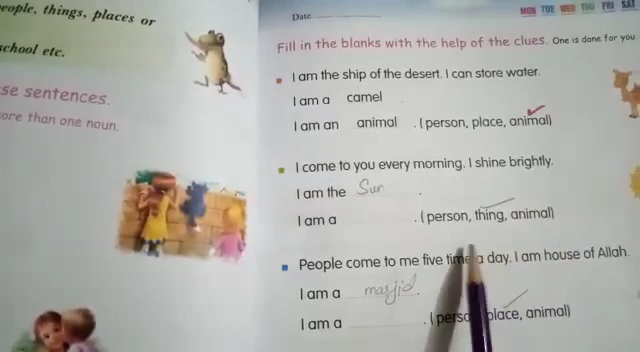 eople, things, places or
school etc.
se sentences.
ore than one noun.
Date
MON TUE WED THU FRI SAT
Fill in the blanks with the help of the clues. One is done for you
I am the ship of the desert. I can store water.
I am a camel
I am an animal . (person, place, animal)
I come to you every morning. I shine brightly.
I am the Sun .
I am a . (person, thing, animal)
People come to me five time a day. I am house of Allah.
I am a masjid .
I am a . (perso place, animal)